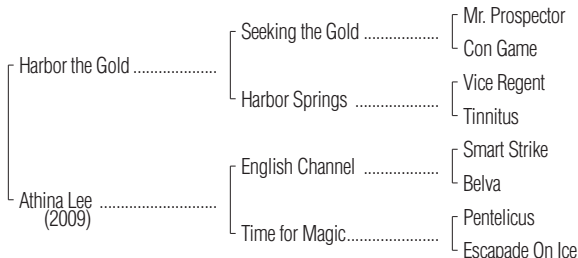 Mr. Prospector
Seeking the Gold ..................
Con Game
Harbor the Gold ....................
Vice Regent
Harbor Springs ....................
Tinnitus
Smart Strike
English Channel ..................
Belva
Athina Lee ............................
(2009)
Pentelicus
Time for Magic......................
Escapade On Ice